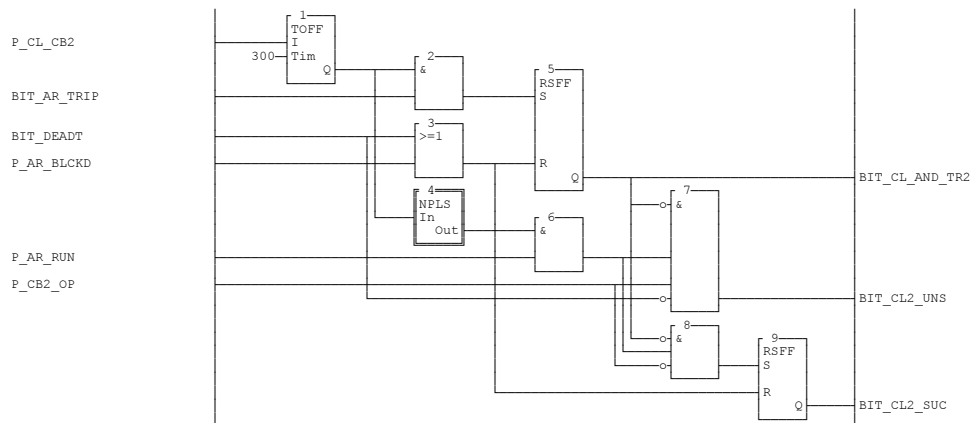 1
TOFF
P_CL_CB2
I
300
Tim
Q
2
&
5
RSFF
BIT_AR_TRIP
S
3
BIT_DEADT
>=1
P_AR_BLCKD
R
Q
BIT_CL_AND_TR2
4
NPLS
In
Out
7
&
6
&
P_AR_RUN
P_CB2_OP
BIT_CL2_UNS
8
&
9
RSFF
S
R
Q
BIT_CL2_SUC